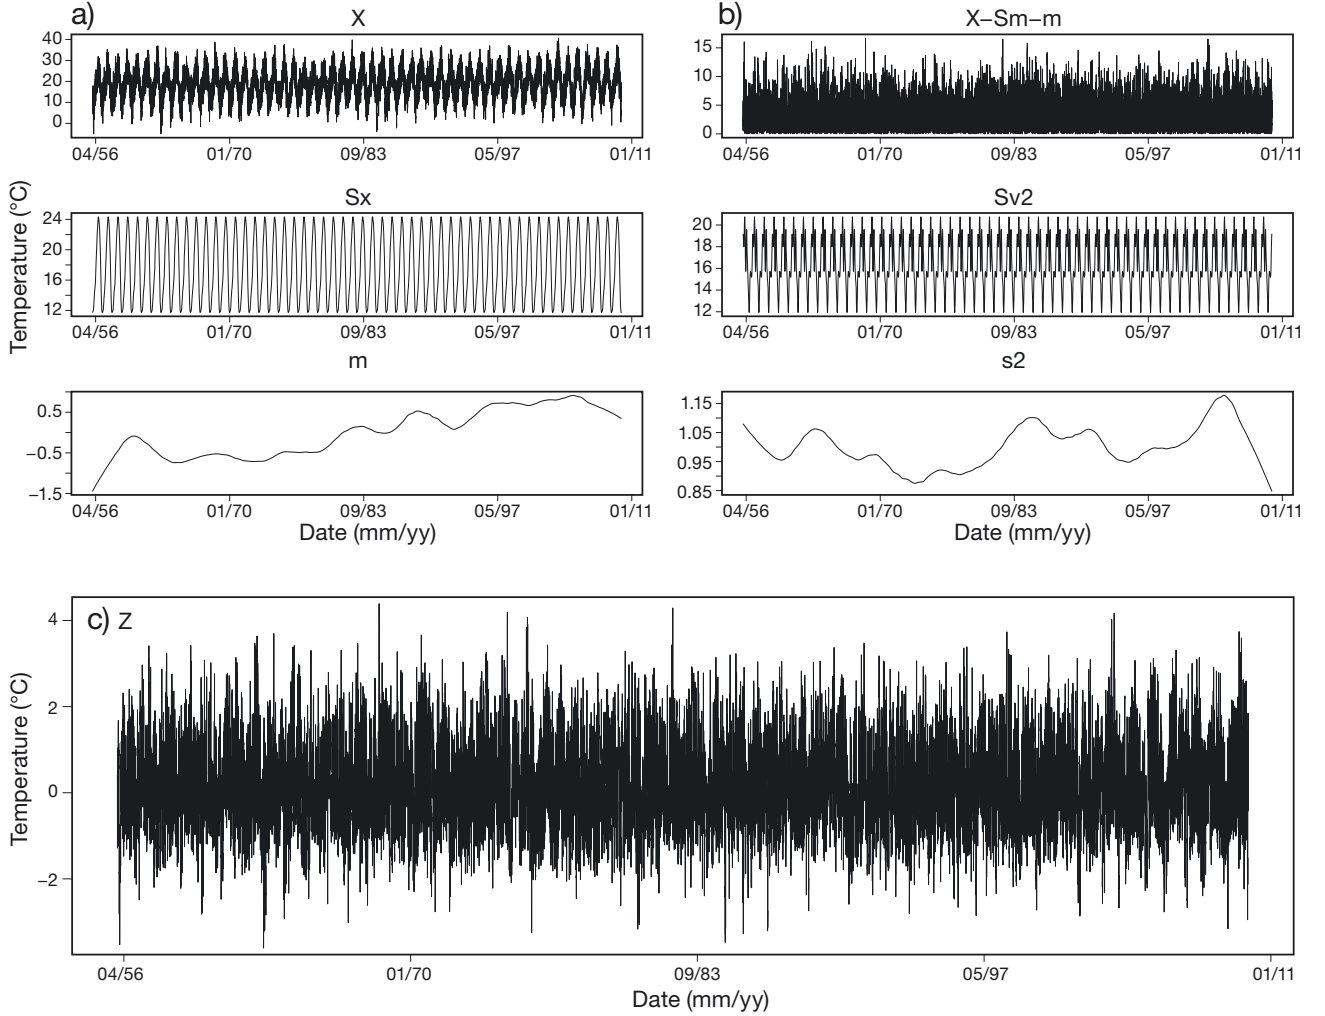 a)
X
40
30
20
10
0
04/56 01/70 09/83 05/97 01/11
Sx
24
20
16
12
04/56 01/70 09/83 05/97 01/11
m
0.5
−0.5
−1.5
04/56 01/70 09/83 05/97 01/11
Date (mm/yy)
Temperature (°C)
b)
X−Sm−m
15
10
5
0
04/56 01/70 09/83 05/97 01/11
Sv2
20
18
16
14
12
04/56 01/70 09/83 05/97 01/11
s2
1.15
1.05
0.95
0.85
04/56 01/70 09/83 05/97 01/11
Date (mm/yy)
c) Z
4
2
0
−2
Temperature (°C)
04/56 01/70 09/83 05/97 01/11
Date (mm/yy)